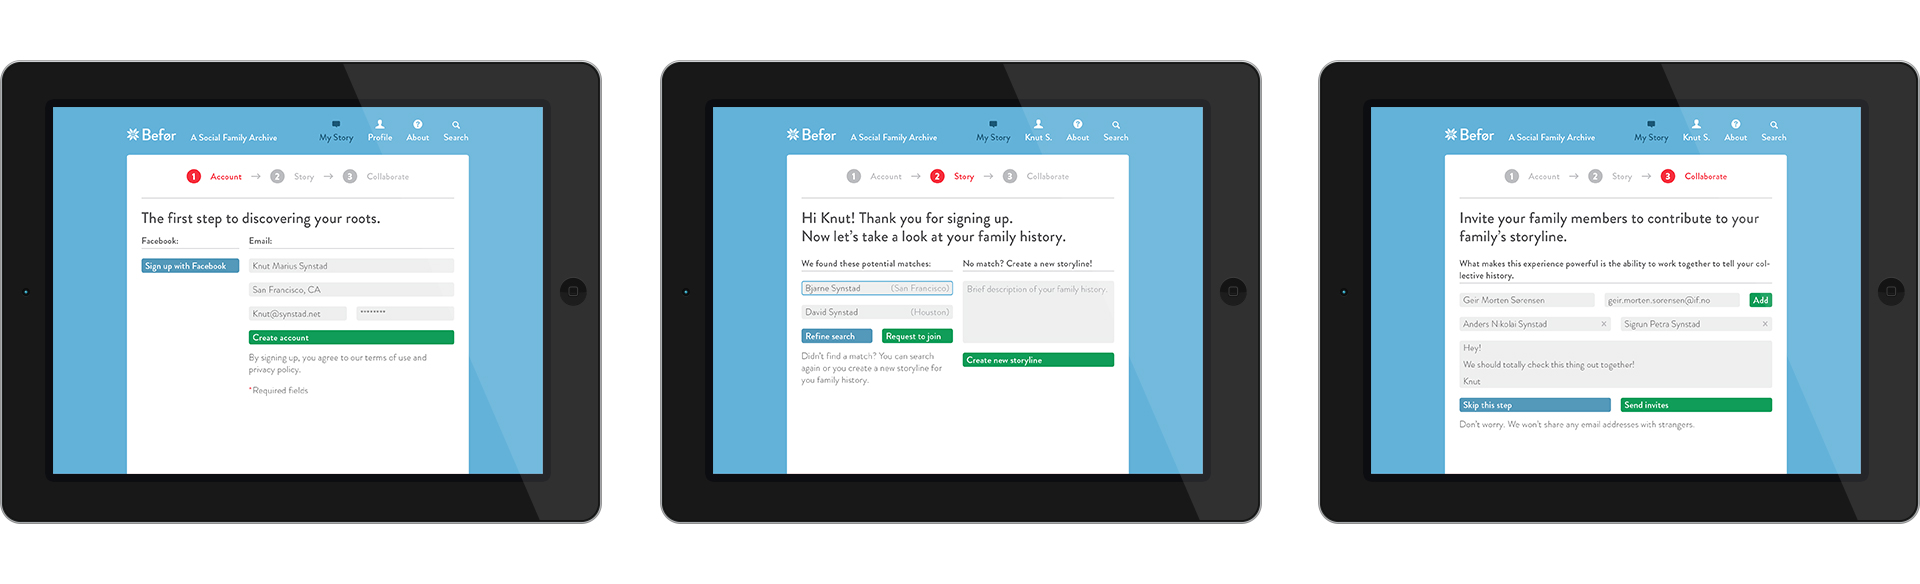 Befør
A Social Family Archive
My Story
Profile
About
Search
1 Account → 2 Story → 3 Collaborate
The first step to discovering your roots.
Facebook:
Sign up with Facebook
Email:
Knut Marius Synstad
San Francisco, CA
Knut@synstad.net
********
Create account
By signing up, you agree to our terms of use and
privacy policy.
*Required fields
Befør
A Social Family Archive
My Story
Knut S.
About
Search
1 Account → 2 Story → 3 Collaborate
Hi Knut! Thank you for signing up.
Now let's take a look at your family history.
We found these potential matches:
Bjarne Synstad (San Francisco)
David Synstad (Houston)
Refine search
Request to join
Didn't find a match? You can search
again or you create a new storyline for
you family history.
No match? Create a new storyline!
Brief description of your family history.
Create new storyline
Befør
A Social Family Archive
My Story
Knut S.
About
Search
1 Account → 2 Story → 3 Collaborate
Invite your family members to contribute to your
family's storyline.
What makes this experience powerful is the ability to work together to tell your col-
lective history.
Geir Morten Sørensen
geir.morten.sorensen@if.no
Add
Anders Nikolai Synstad x
Sigrun Petra Synstad x
Hey!
We should totally check this thing out together!
Knut
Skip this step
Send invites
Don't worry. We won't share any email addresses with strangers.